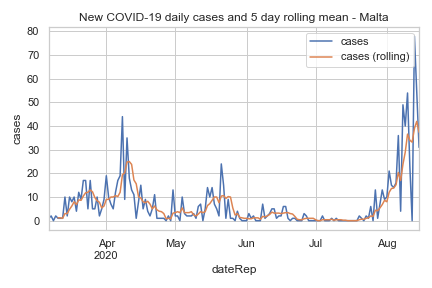 New COVID-19 daily cases and 5 day rolling mean - Malta
cases
cases (rolling)
80
70
60
50
40
30
20
10
0
cases
Apr
2020
May
Jun
Jul
Aug
dateRep